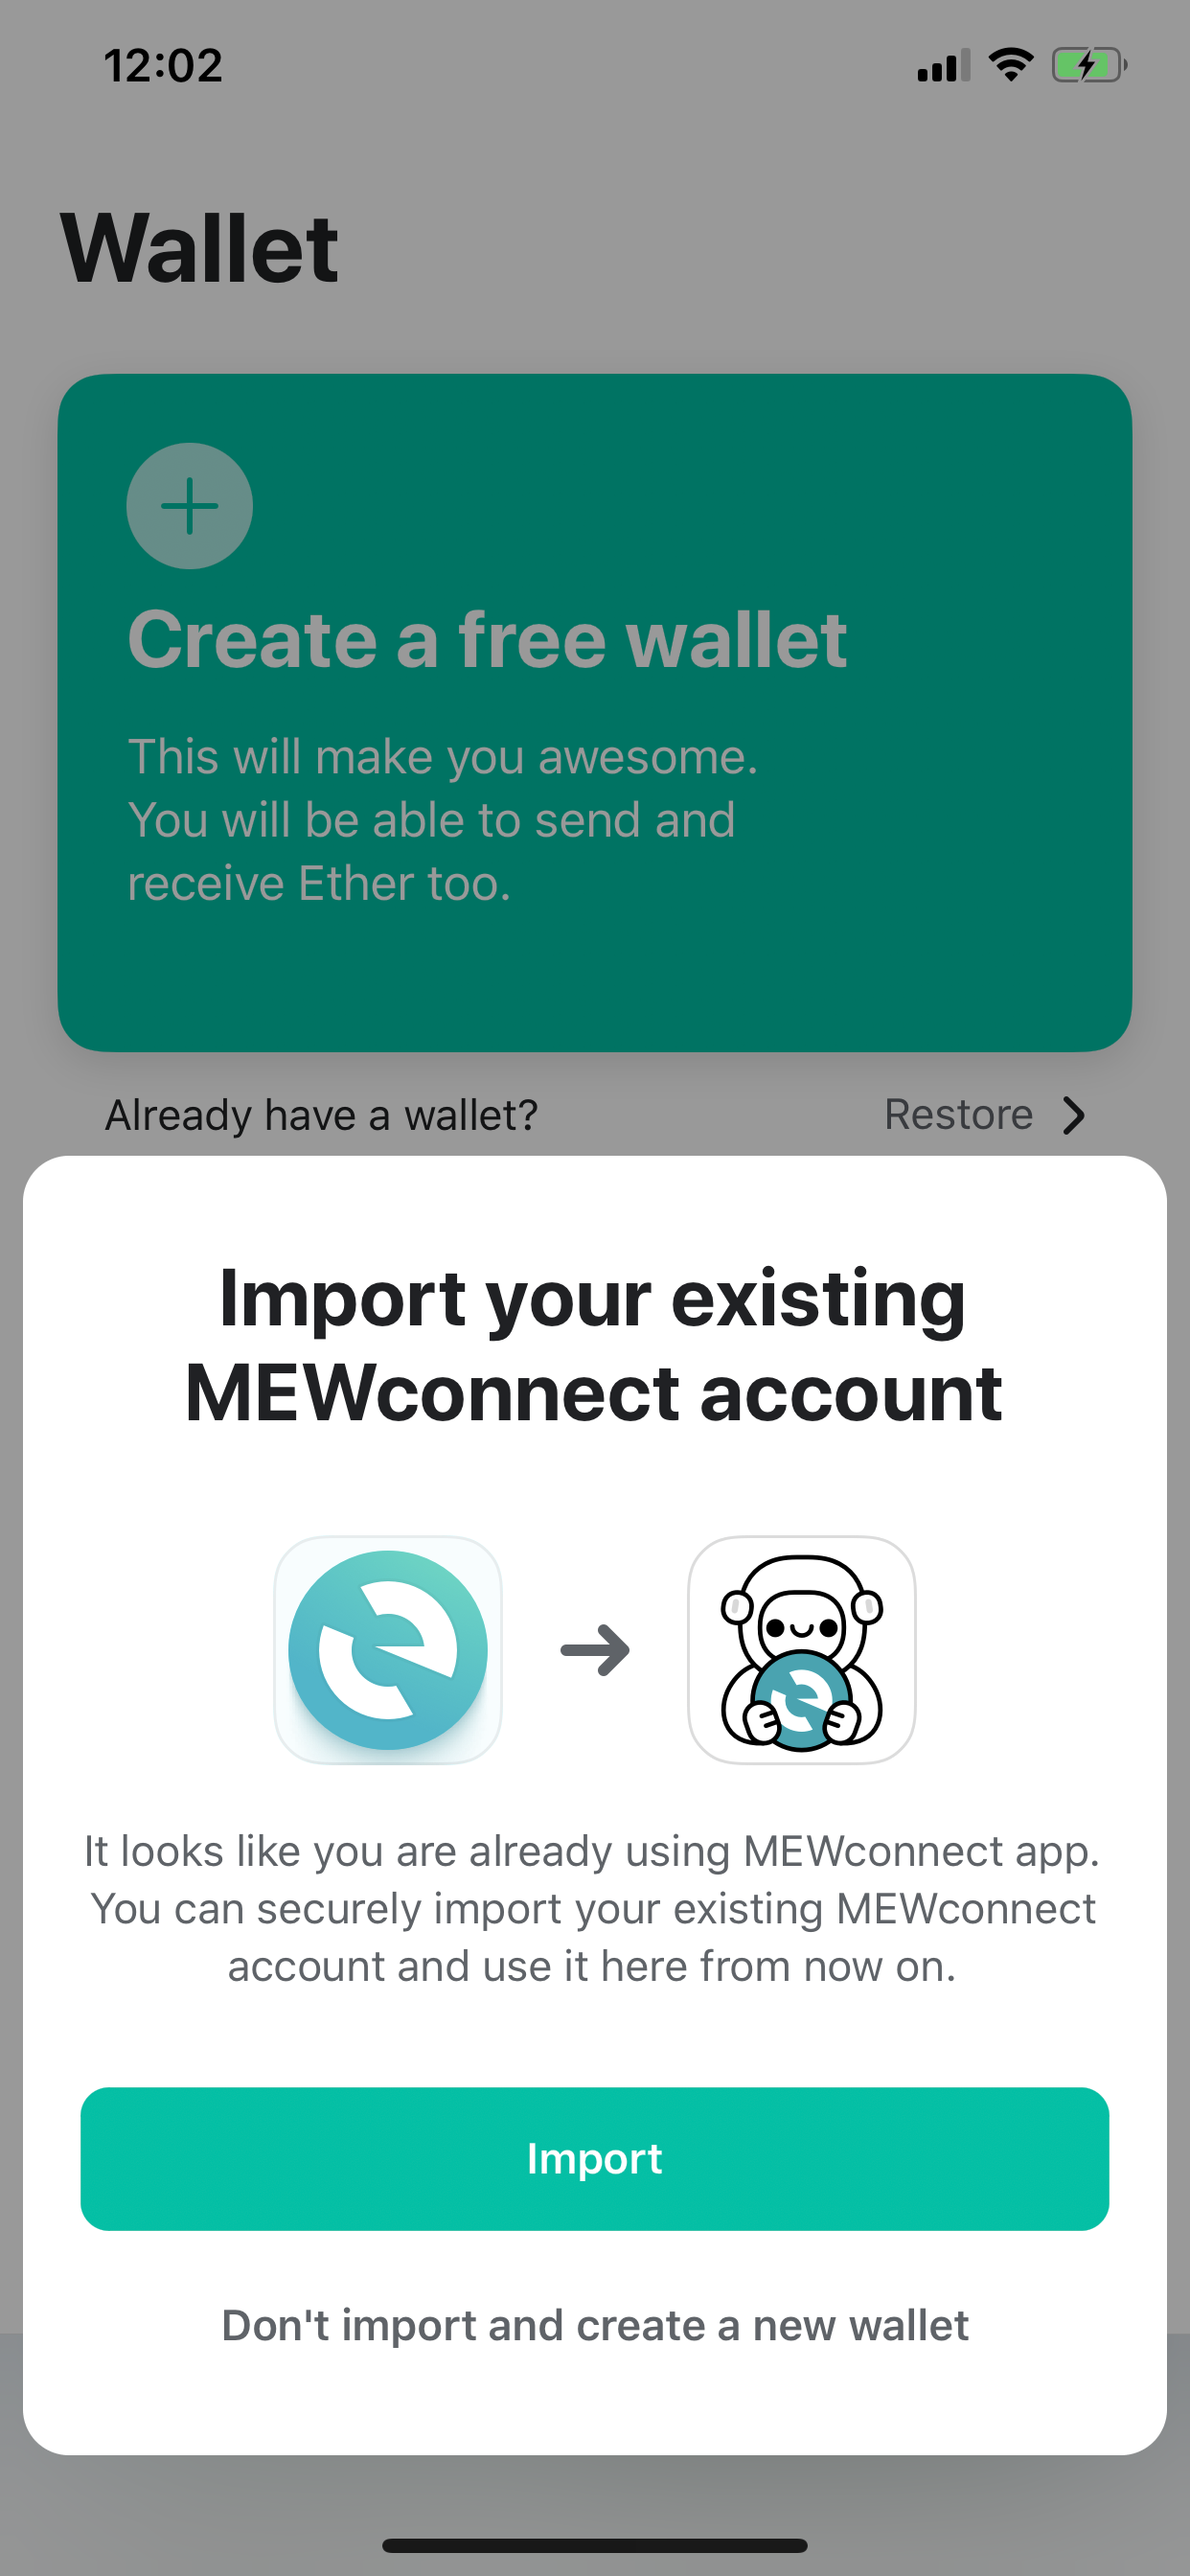 12:02
Wallet
Create a free wallet
This will make you awesome.
You will be able to send and
receive Ether too.
Already have a wallet?
Restore
Import your existing
MEWconnect account
It looks like you are already using MEWconnect app.
You can securely import your existing MEWconnect
account and use it here from now on.
Import
Don't import and create a new wallet